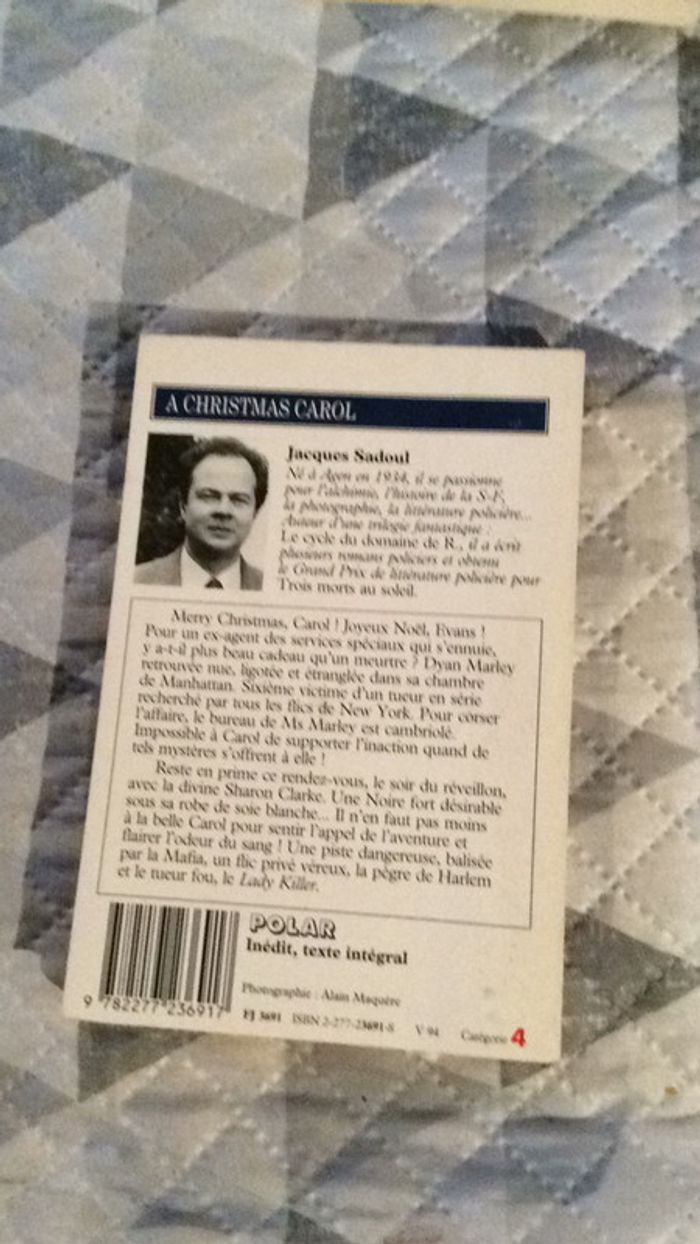 A CHRISTMAS CAROL
Jacques Sadoul
Né à Agen en 1934, il se passionne
pour l'alchimie, l'histoire de la S-F,
la photographie, la littérature policière...
Auteur d'une trilogie fantastique :
Le cycle du domaine de R., il a écrit
plusieurs romans policiers et obtenu
le Grand Prix de littérature policière pour
Trois morts au soleil.
Merry Christmas, Carol ! Joyeux Noël, Evans !
Pour un ex-agent des services spéciaux qui s'ennuie,
y a-t-il plus beau cadeau qu'un meurtre ? Dyan Marley
retrouvée nue, ligotée et étranglée dans sa chambre
de Manhattan. Sixième victime d'un tueur en série
recherché par tous les flics de New York. Pour corser
l'affaire, le bureau de Ms Marley est cambriolé.
Impossible à Carol de supporter l'inaction quand de
tels mystères s'offrent à elle !
Reste en prime ce rendez-vous, le soir du réveillon,
avec la divine Sharon Clarke. Une Noire fort désirable
sous sa robe de soie blanche... Il n'en faut pas moins
à la belle Carol pour sentir l'appel de l'aventure et
flairer l'odeur du sang ! Une piste dangereuse, balisée
par la Mafia, un flic privé véreux, la pègre de Harlem
et le tueur fou, le Lady Killer.
POLAR
Inédit, texte intégral
Photographie : Alain Maquère
9 782277 236917
EJ 3691 ISBN 2-277-23691-8 V 94 Catégorie 4